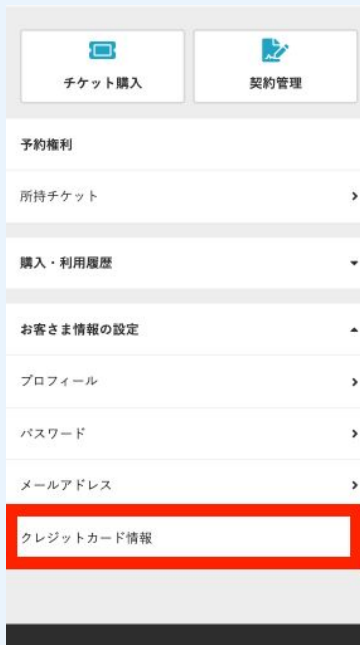 チケット購入
契約管理
予約権利
所持チケット
購入・利用履歴
お客さま情報の設定
プロフィール
パスワード
メールアドレス
クレジットカード情報